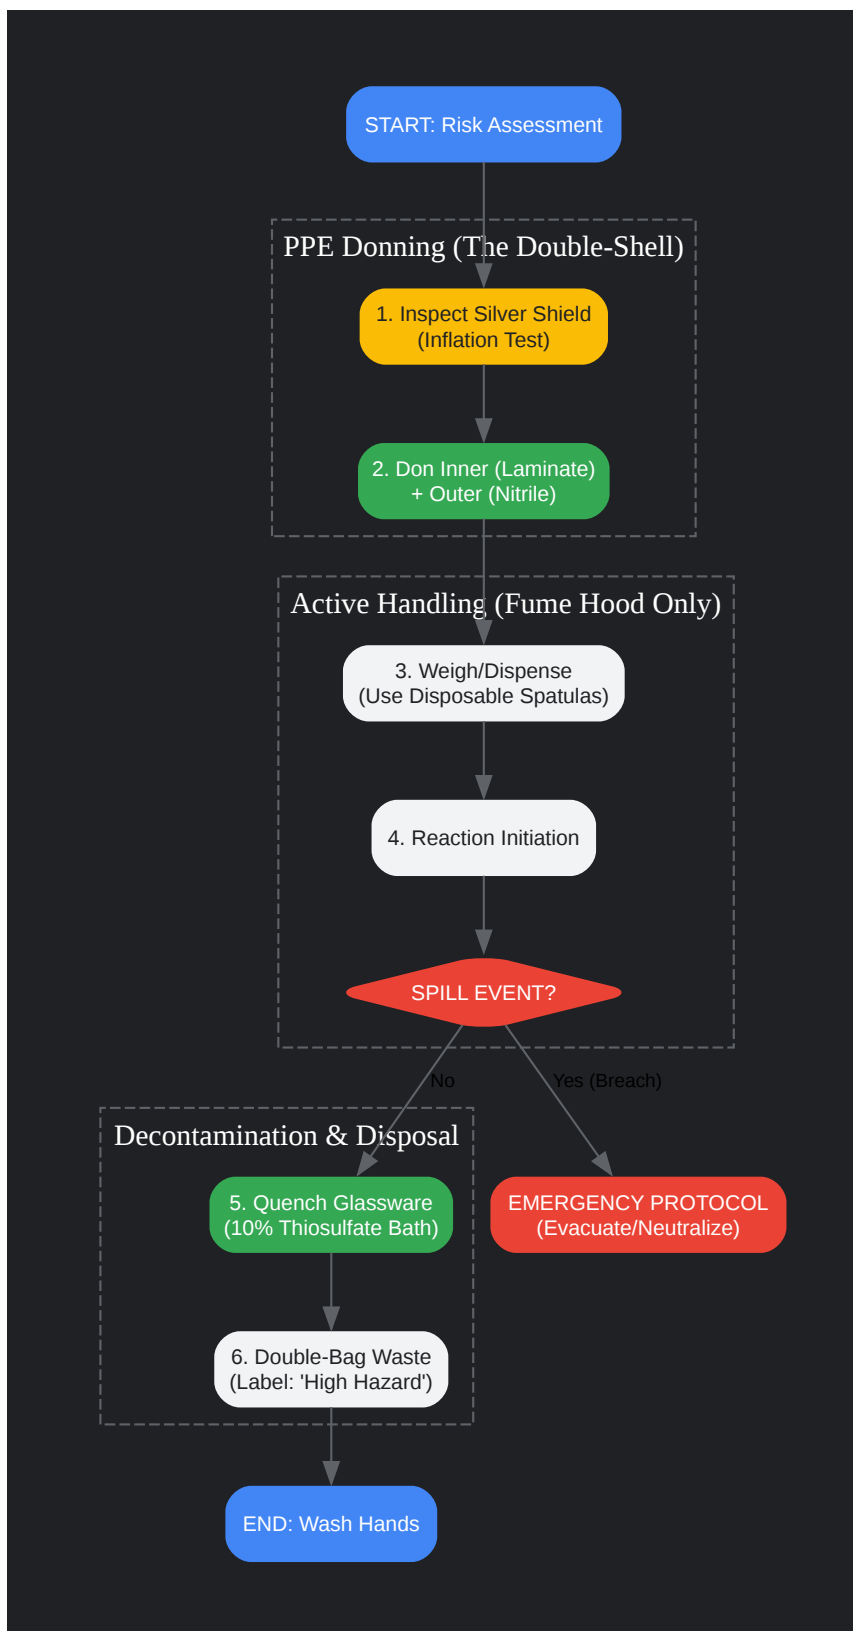 START: Risk Assessment
PPE Donning (The Double-Shell)
1. Inspect Silver Shield
(Inflation Test)
2. Don Inner (Laminate)
+ Outer (Nitrile)
Active Handling (Fume Hood Only)
3. Weigh/Dispense
(Use Disposable Spatulas)
4. Reaction Initiation
SPILL EVENT?
No
Yes (Breach)
Decontamination & Disposal
5. Quench Glassware
(10% Thiosulfate Bath)
EMERGENCY PROTOCOL
(Evacuate/Neutralize)
6. Double-Bag Waste
(Label: 'High Hazard')
END: Wash Hands